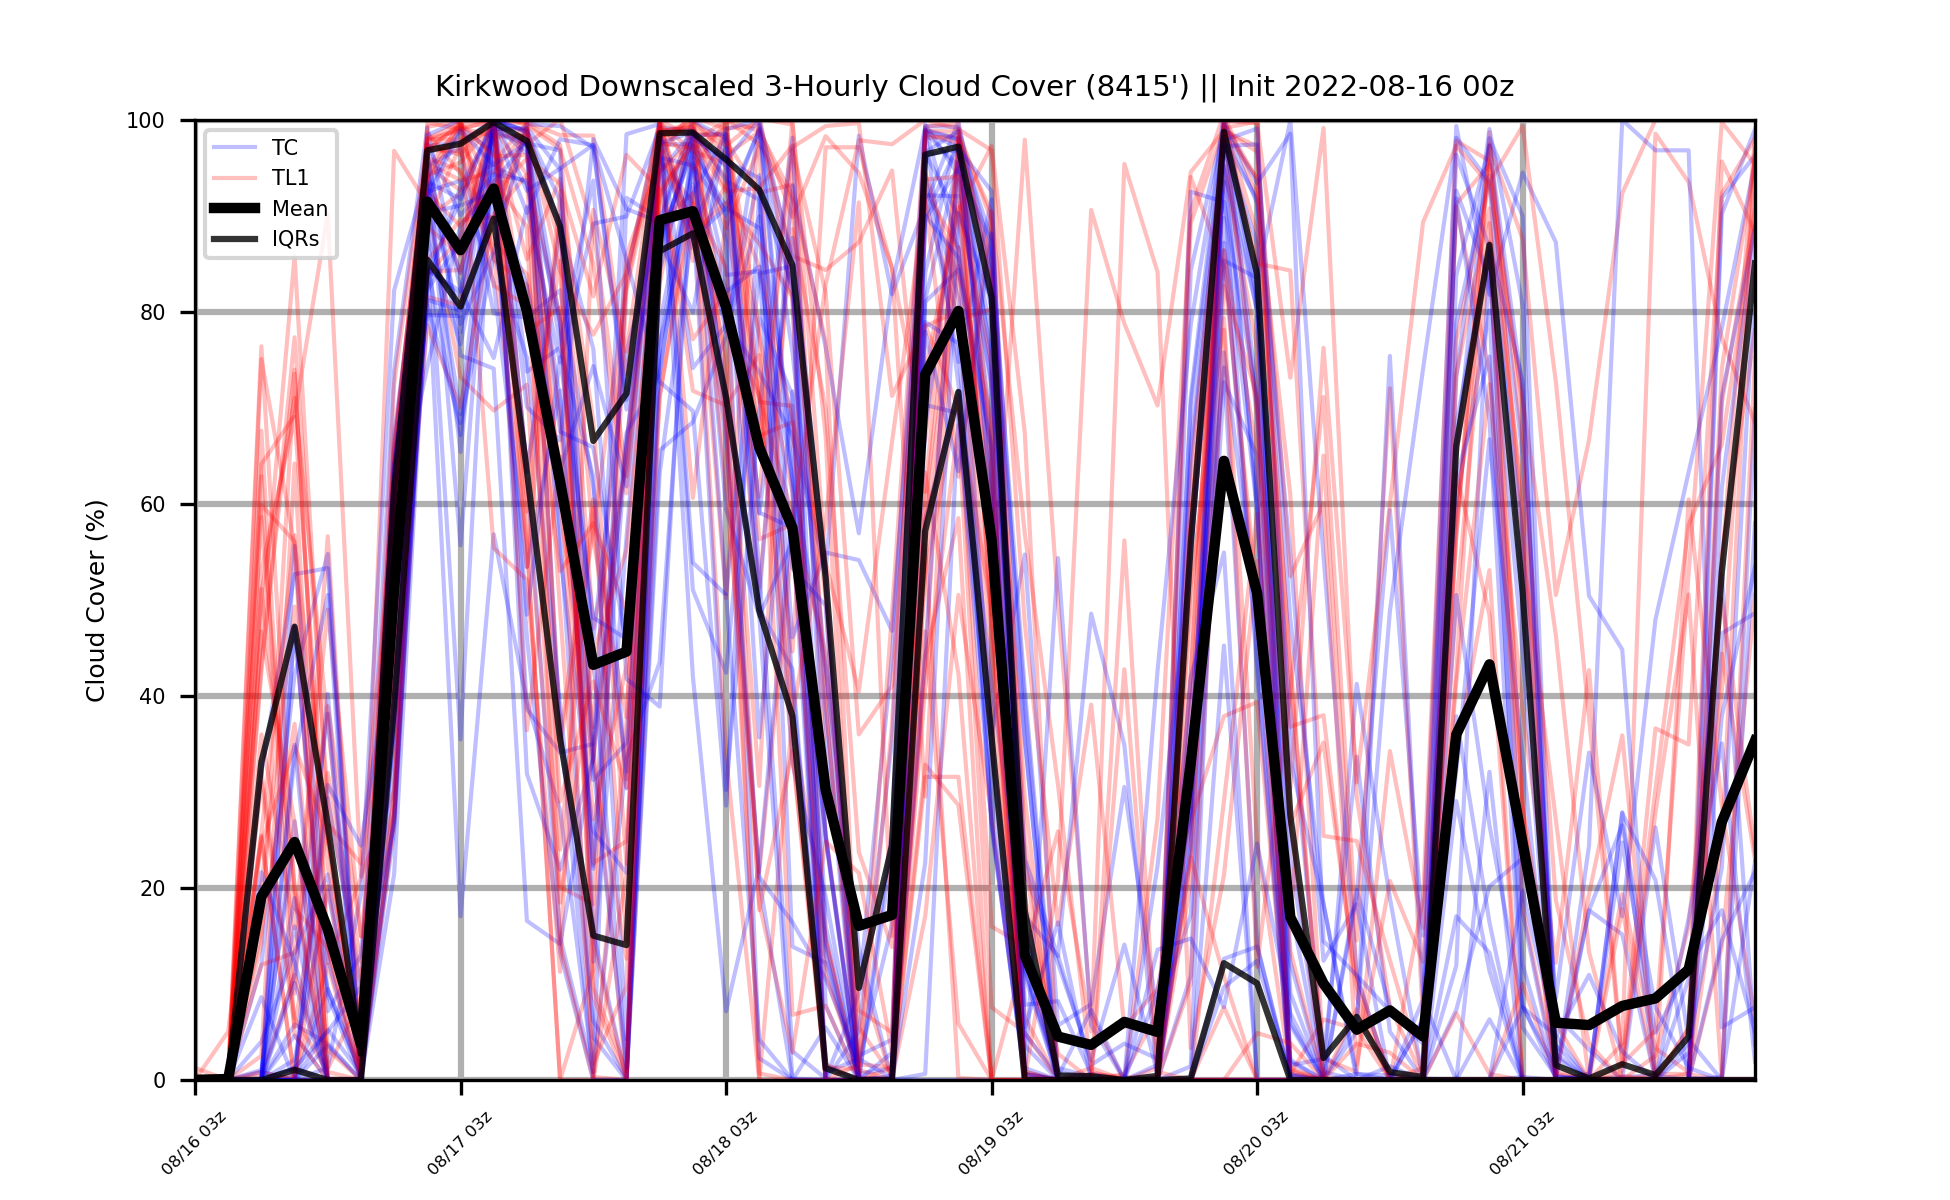 Kirkwood Downscaled 3-Hourly Cloud Cover (8415') || Init 2022-08-16 00z
100
80
60
40
20
0
Cloud Cover (%)
TC
TL1
Mean
IQRs
08/16 03z
08/17 03z
08/18 03z
08/19 03z
08/20 03z
08/21 03z